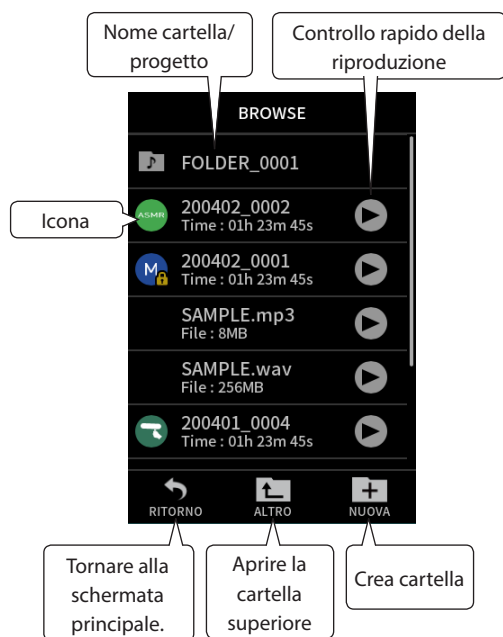 Nome cartella/
progetto
Controllo rapido della
riproduzione
BROWSE
FOLDER_0001
Icona
ASMR
200402_0002
Time : 01h 23m 45s
M
200402_0001
Time : 01h 23m 45s
SAMPLE.mp3
File : 8MB
SAMPLE.wav
File : 256MB
200401_0004
Time : 01h 23m 45s
RITORNO
ALTRO
NUOVA
Tornare alla
schermata
principale.
Aprire la
cartella
superiore
Crea cartella